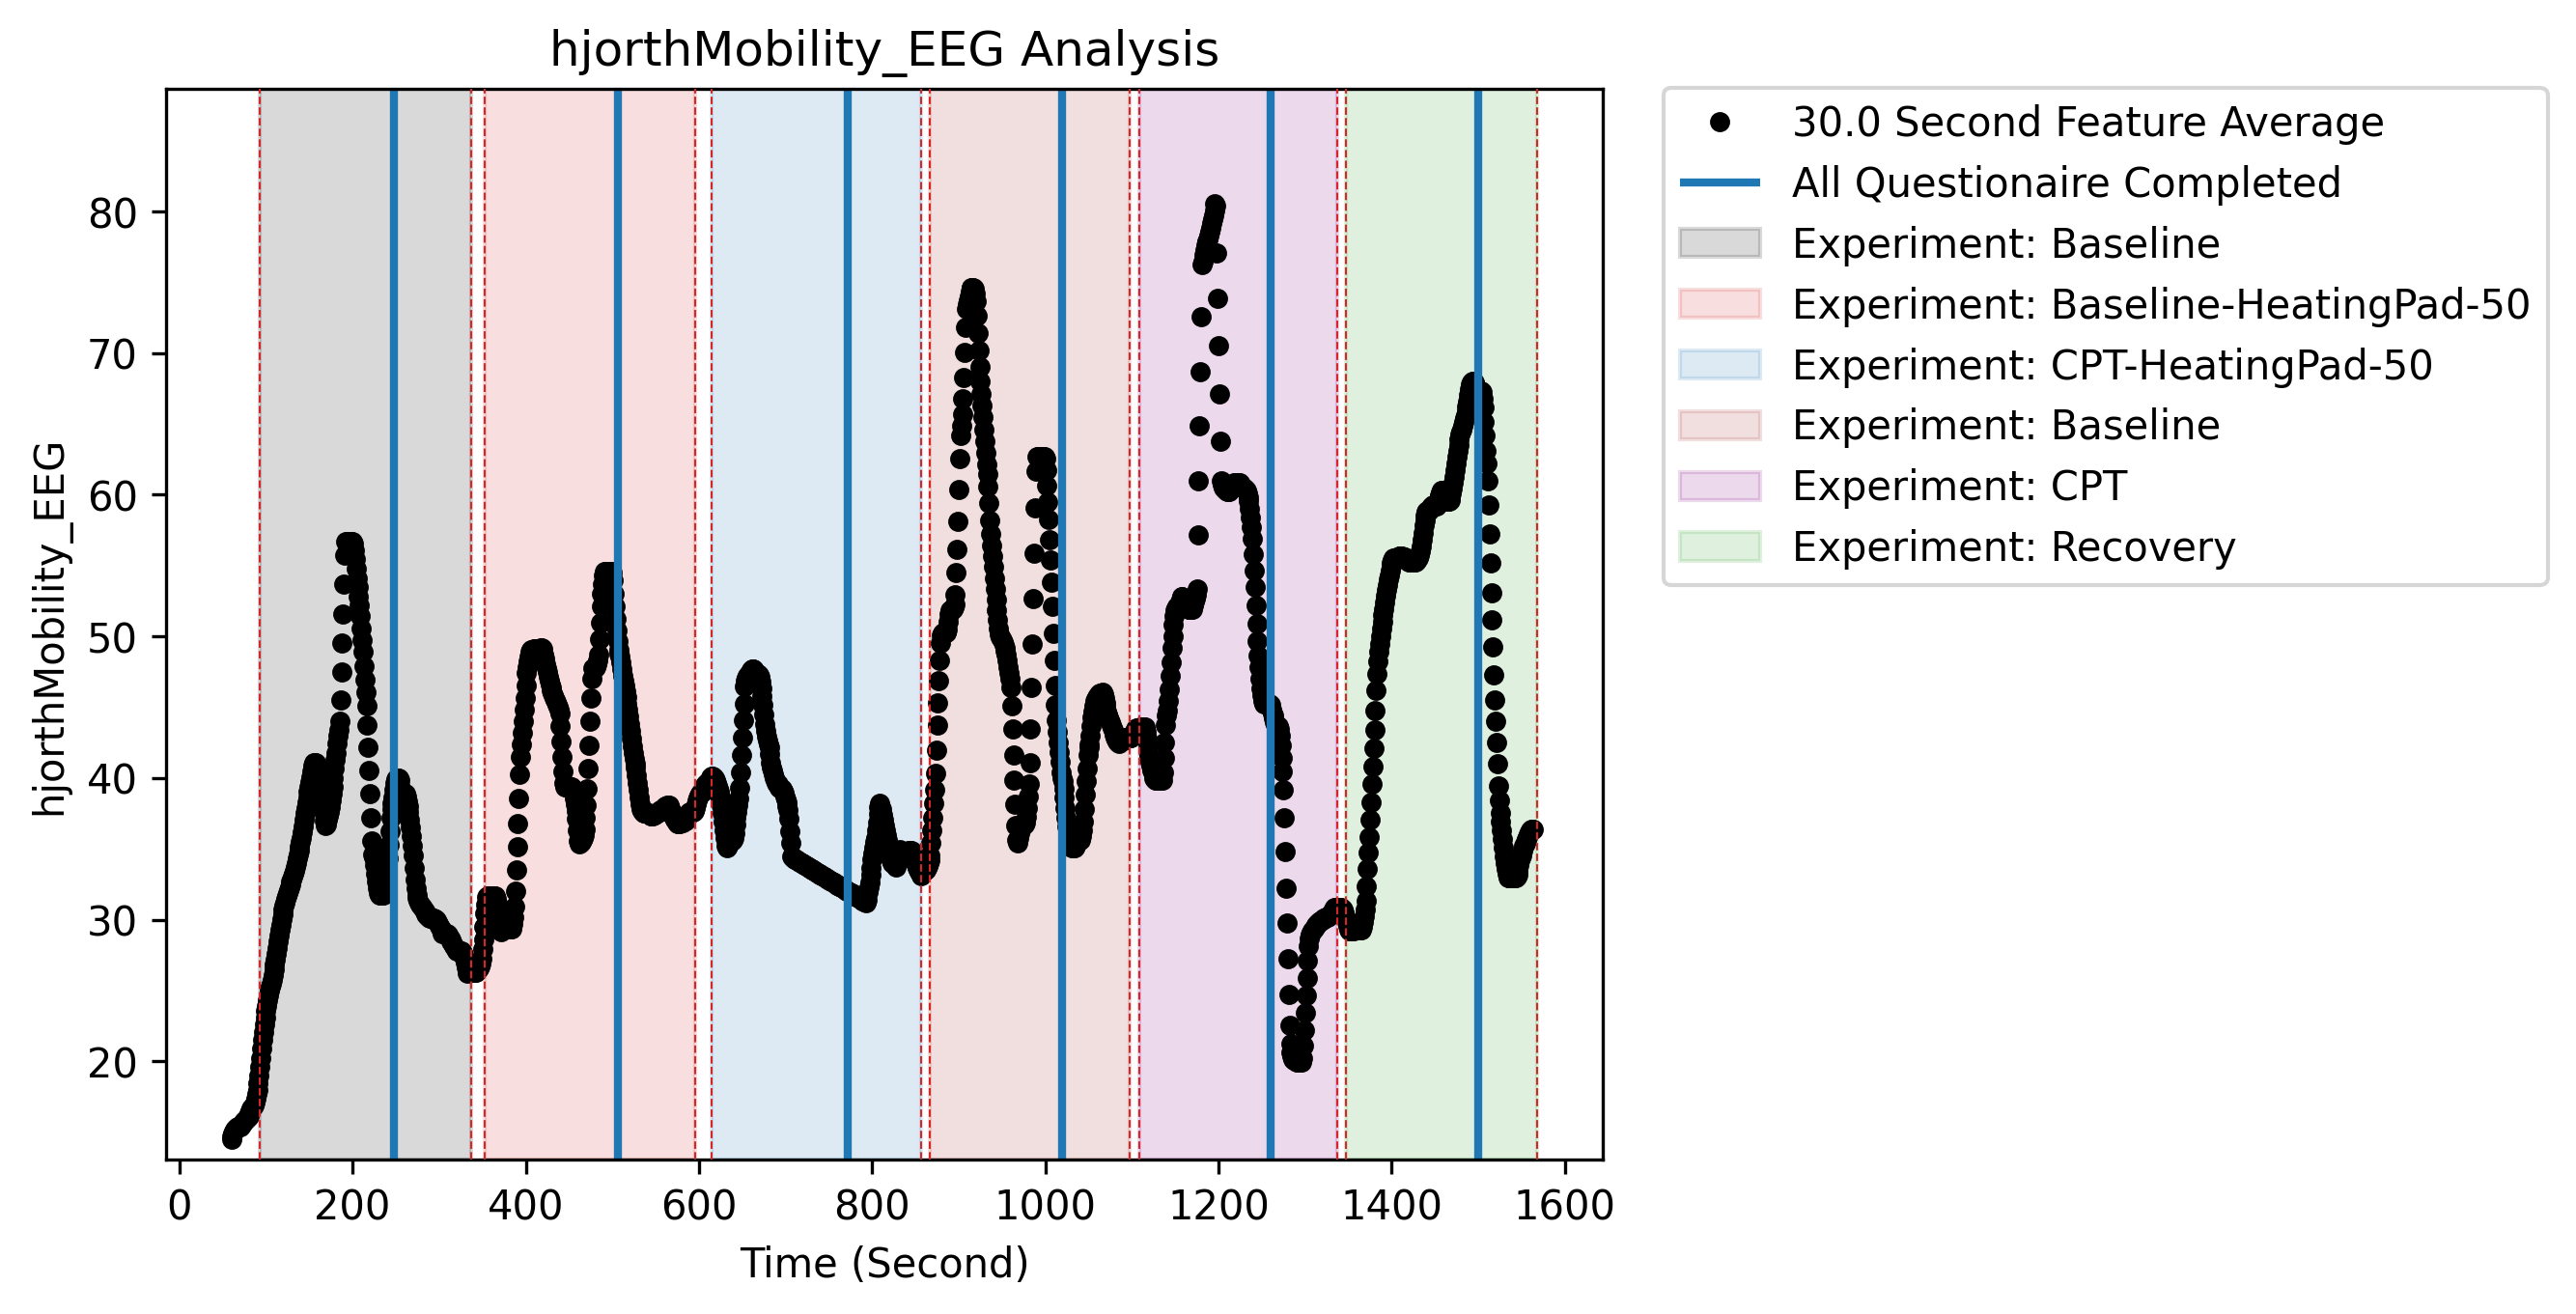 hjorthMobility_EEG Analysis
hjorthMobility_EEG
80
70
60
50
40
30
20
0 200 400 600 800 1000 1200 1400 1600
Time (Second)
30.0 Second Feature Average
All Questionaire Completed
Experiment: Baseline
Experiment: Baseline-HeatingPad-50
Experiment: CPT-HeatingPad-50
Experiment: Baseline
Experiment: CPT
Experiment: Recovery